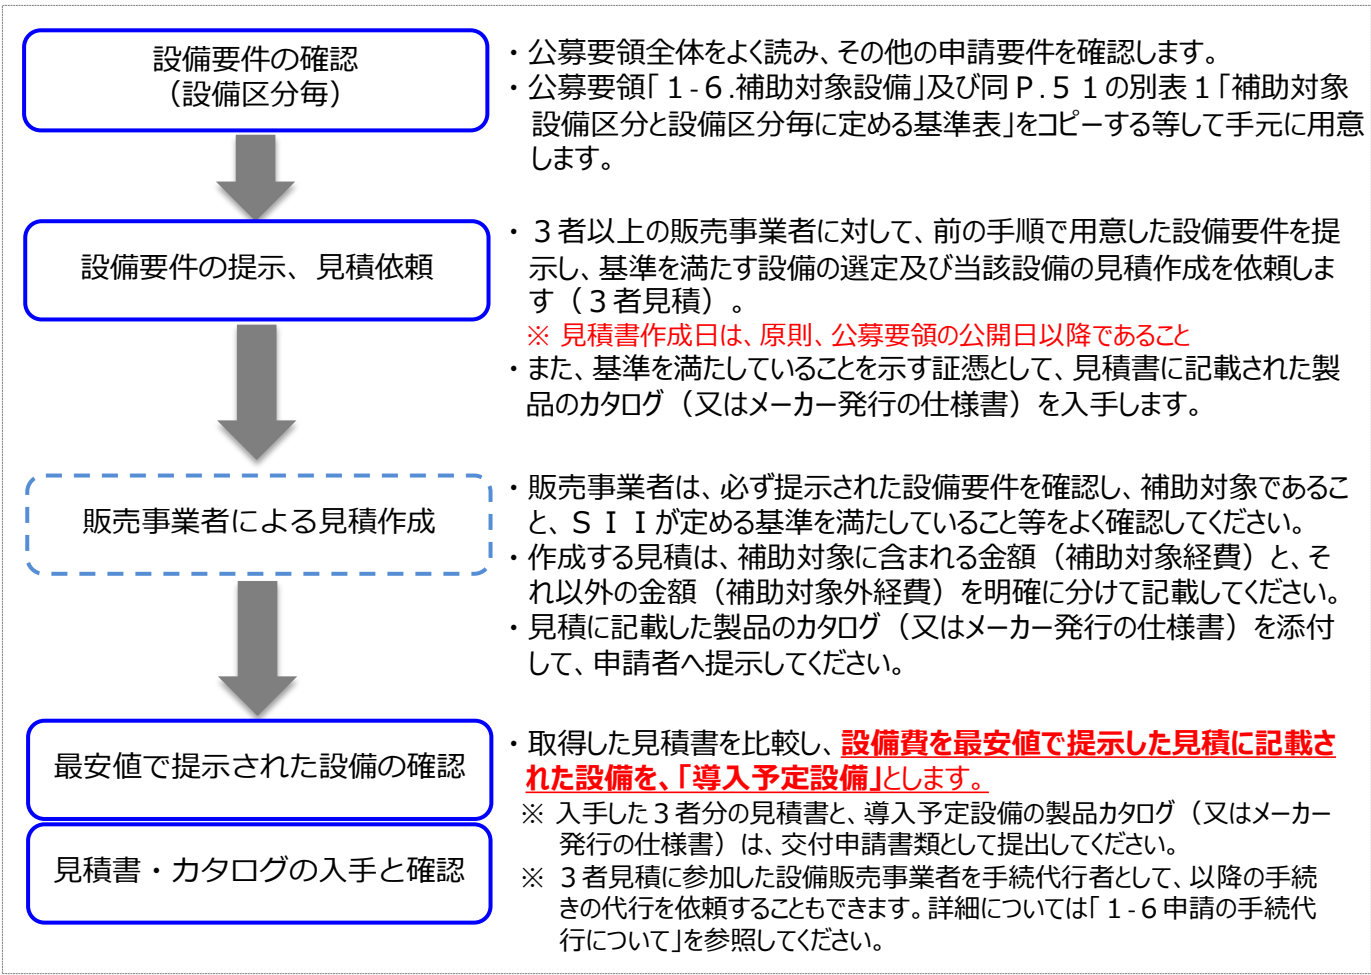 設備要件の確認
（設備区分毎）
・公募要領全体をよく読み、その他の申請要件を確認します。
・公募要領「１-６.補助対象設備」及び同Ｐ.５１の別表１「補助対象
設備区分と設備区分毎に定める基準表」をコピーする等して手元に用意
します。
設備要件の提示、見積依頼
・３者以上の販売事業者に対して、前の手順で用意した設備要件を提
示し、基準を満たす設備の選定及び当該設備の見積作成を依頼しま
す（３者見積）。
※ 見積書作成日は、原則、公募要領の公開日以降であること
・また、基準を満たしていることを示す証憑として、見積書に記載された製
品のカタログ（又はメーカー発行の仕様書）を入手します。
販売事業者による見積作成
・販売事業者は、必ず提示された設備要件を確認し、補助対象であるこ
と、ＳＩＩが定める基準を満たしていること等をよく確認してください。
・作成する見積は、補助対象に含まれる金額（補助対象経費）と、そ
れ以外の金額（補助対象外経費）を明確に分けて記載してください。
・見積に記載した製品のカタログ（又はメーカー発行の仕様書）を添付
して、申請者へ提示してください。
最安値で提示された設備の確認
見積書・カタログの入手と確認
・取得した見積書を比較し、設備費を最安値で提示した見積に記載さ
れた設備を、「導入予定設備」とします。
※ 入手した３者分の見積書と、導入予定設備の製品カタログ（又はメーカー
発行の仕様書）は、交付申請書類として提出してください。
※ ３者見積に参加した設備販売事業者を手続代行者として、以降の手続
きの代行を依頼することもできます。詳細については「１-６申請の手続代
行について」を参照してください。